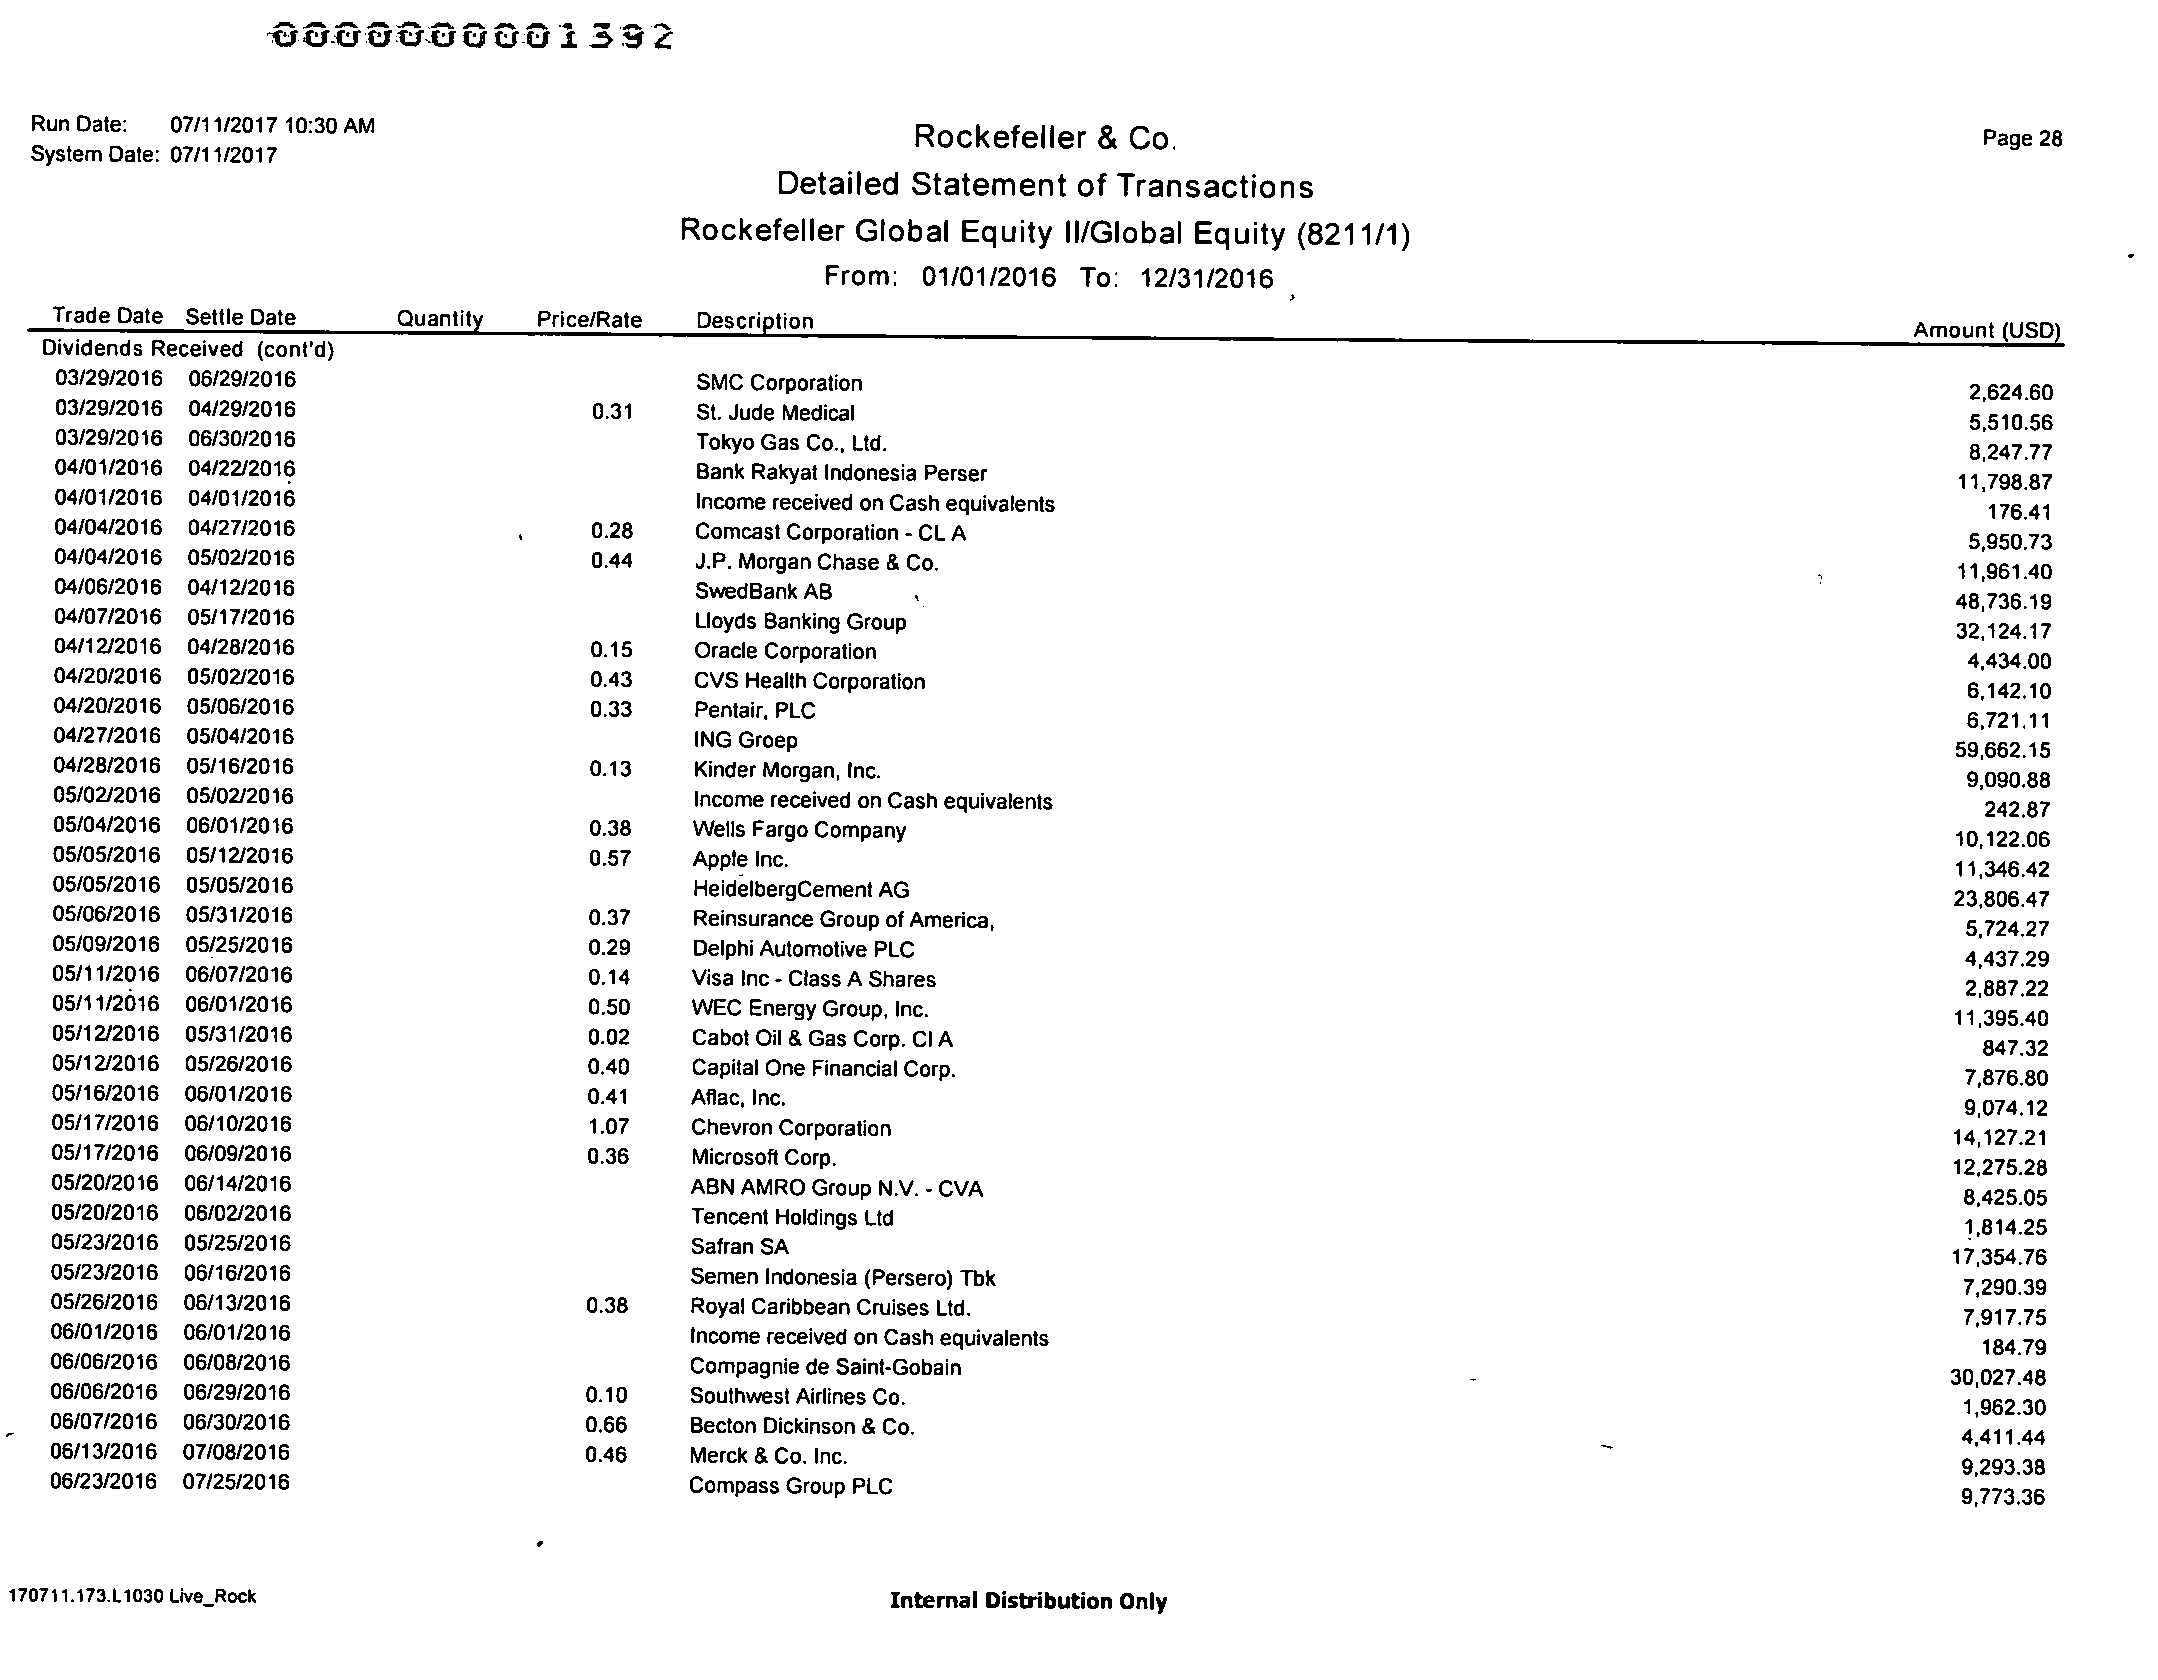 0000000001392
Run Date: 07/11/2017 10:30 AM
System Date: 07/11/2017
Rockefeller & Co.
Page 28
Detailed Statement of Transactions
Rockefeller Global Equity II/Global Equity (8211/1)
From: 01/01/2016 To: 12/31/2016
Trade Date Settle Date Quantity Price/Rate Description Amount (USD)
Dividends Received (cont'd)
03/29/2016 06/29/2016 SMC Corporation 2,624.60
03/29/2016 04/29/2016 0.31 St. Jude Medical 5,510.56
03/29/2016 06/30/2016 Tokyo Gas Co., Ltd. 8,247.77
04/01/2016 04/22/2016 Bank Rakyat Indonesia Perser 11,798.87
04/01/2016 04/01/2016 Income received on Cash equivalents 176.41
04/04/2016 04/27/2016 0.28 Comcast Corporation - CL A 5,950.73
04/04/2016 05/02/2016 0.44 J.P. Morgan Chase & Co. 11,961.40
04/06/2016 04/12/2016 SwedBank AB 48,736.19
04/07/2016 05/17/2016 Lloyds Banking Group 32,124.17
04/12/2016 04/28/2016 0.15 Oracle Corporation 4,434.00
04/20/2016 05/02/2016 0.43 CVS Health Corporation 6,142.10
04/20/2016 05/06/2016 0.33 Pentair, PLC 6,721.11
04/27/2016 05/04/2016 ING Groep 59,662.15
04/28/2016 05/16/2016 0.13 Kinder Morgan, Inc. 9,090.88
05/02/2016 05/02/2016 Income received on Cash equivalents 242.87
05/04/2016 06/01/2016 0.38 Wells Fargo Company 10,122.06
05/05/2016 05/12/2016 0.57 Apple Inc. 11,346.42
05/05/2016 05/05/2016 HeidelbergCement AG 23,806.47
05/06/2016 05/31/2016 0.37 Reinsurance Group of America, 5,724.27
05/09/2016 05/25/2016 0.29 Delphi Automotive PLC 4,437.29
05/11/2016 06/07/2016 0.14 Visa Inc - Class A Shares 2,887.22
05/11/2016 06/01/2016 0.50 WEC Energy Group, Inc. 11,395.40
05/12/2016 05/31/2016 0.02 Cabot Oil & Gas Corp. Cl A 847.32
05/12/2016 05/26/2016 0.40 Capital One Financial Corp. 7,876.80
05/16/2016 06/01/2016 0.41 Aflac, Inc. 9,074.12
05/17/2016 06/10/2016 1.07 Chevron Corporation 14,127.21
05/17/2016 06/09/2016 0.36 Microsoft Corp. 12,275.28
05/20/2016 06/14/2016 ABN AMRO Group N.V. - CVA 8,425.05
05/20/2016 06/02/2016 Tencent Holdings Ltd 1,814.25
05/23/2016 05/25/2016 Safran SA 17,354.76
05/23/2016 06/16/2016 Semen Indonesia (Persero) Tbk 7,290.39
05/26/2016 06/13/2016 0.38 Royal Caribbean Cruises Ltd. 7,917.75
06/01/2016 06/01/2016 Income received on Cash equivalents 184.79
06/06/2016 06/08/2016 Compagnie de Saint-Gobain 30,027.48
06/06/2016 06/29/2016 0.10 Southwest Airlines Co. 1,962.30
06/07/2016 06/30/2016 0.66 Becton Dickinson & Co. 4,411.44
06/13/2016 07/08/2016 0.46 Merck & Co. Inc. 9,293.38
06/23/2016 07/25/2016 Compass Group PLC 9,773.36
170711.173.L1030 Live_Rock
Internal Distribution Only